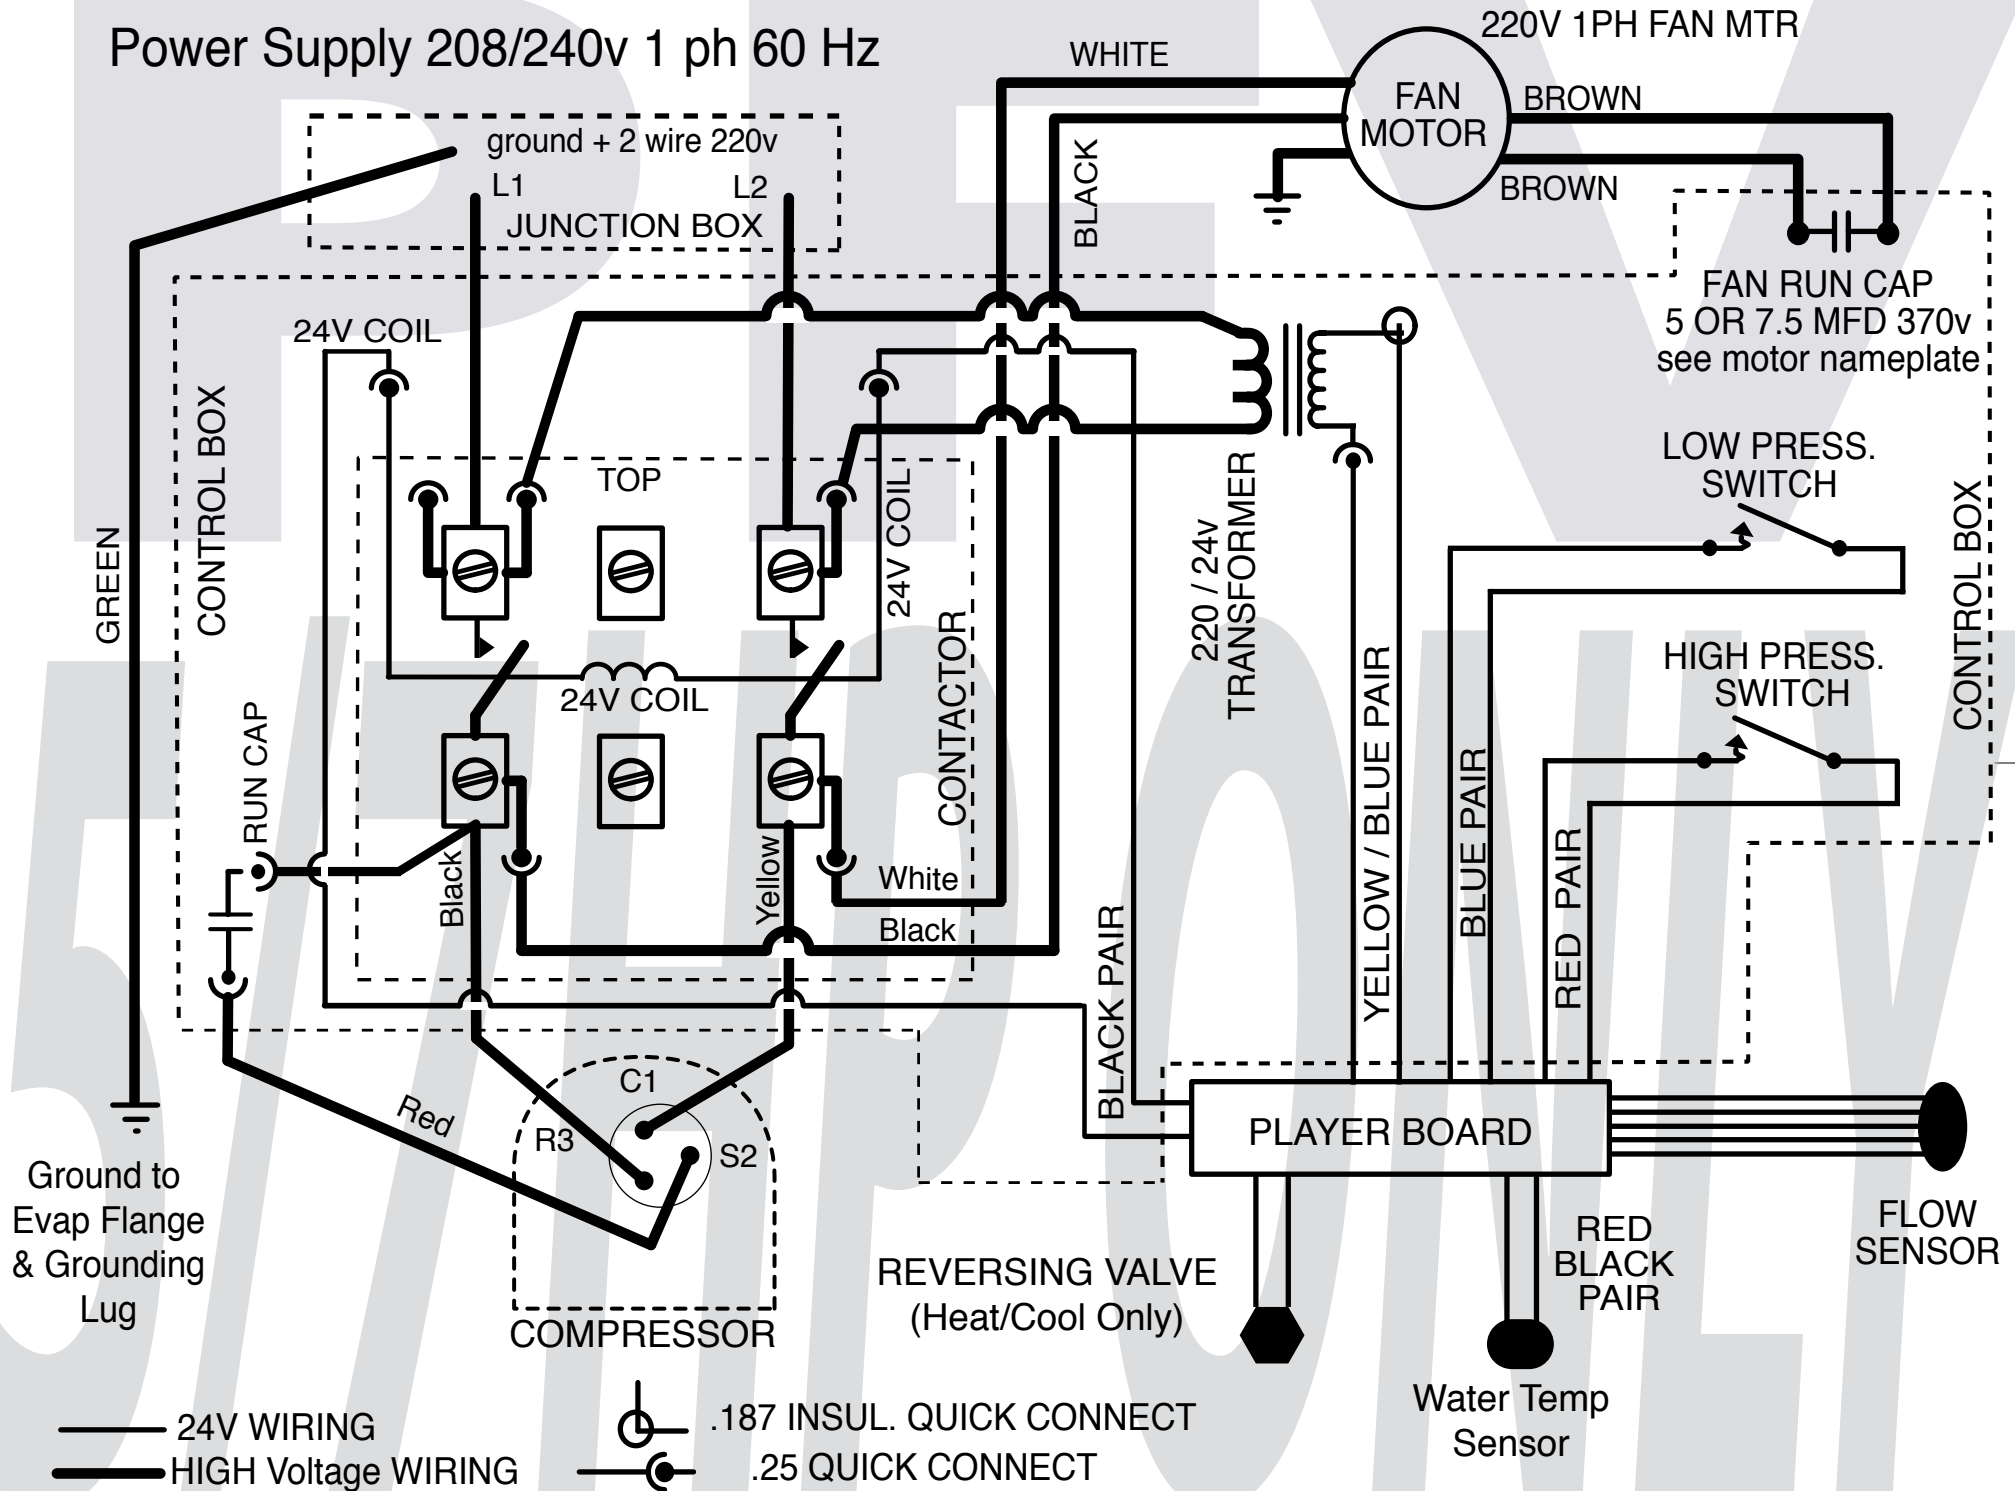 Power Supply 208/240v 1 ph 60 Hz
220V 1PH FAN MTR
WHITE
FAN
MOTOR
BROWN
BROWN
BLACK
ground + 2 wire 220v
L1
L2
JUNCTION BOX
FAN RUN CAP
5 OR 7.5 MFD 370v
see motor nameplate
24V COIL
CONTROL BOX
TOP
24V COIL
LOW PRESS.
SWITCH
GREEN
220 / 24v
TRANSFORMER
CONTROL BOX
HIGH PRESS.
SWITCH
24V COIL
CONTACTOR
RUN CAP
YELLOW / BLUE PAIR
BLUE PAIR
RED PAIR
Black
Yellow
White
Black
BLACK PAIR
C1
R3
S2
Red
PLAYER BOARD
Ground to
Evap Flange
& Grounding
Lug
COMPRESSOR
REVERSING VALVE
(Heat/Cool Only)
RED
BLACK
PAIR
FLOW
SENSOR
Water Temp
Sensor
24V WIRING
HIGH Voltage WIRING
.187 INSUL. QUICK CONNECT
.25 QUICK CONNECT